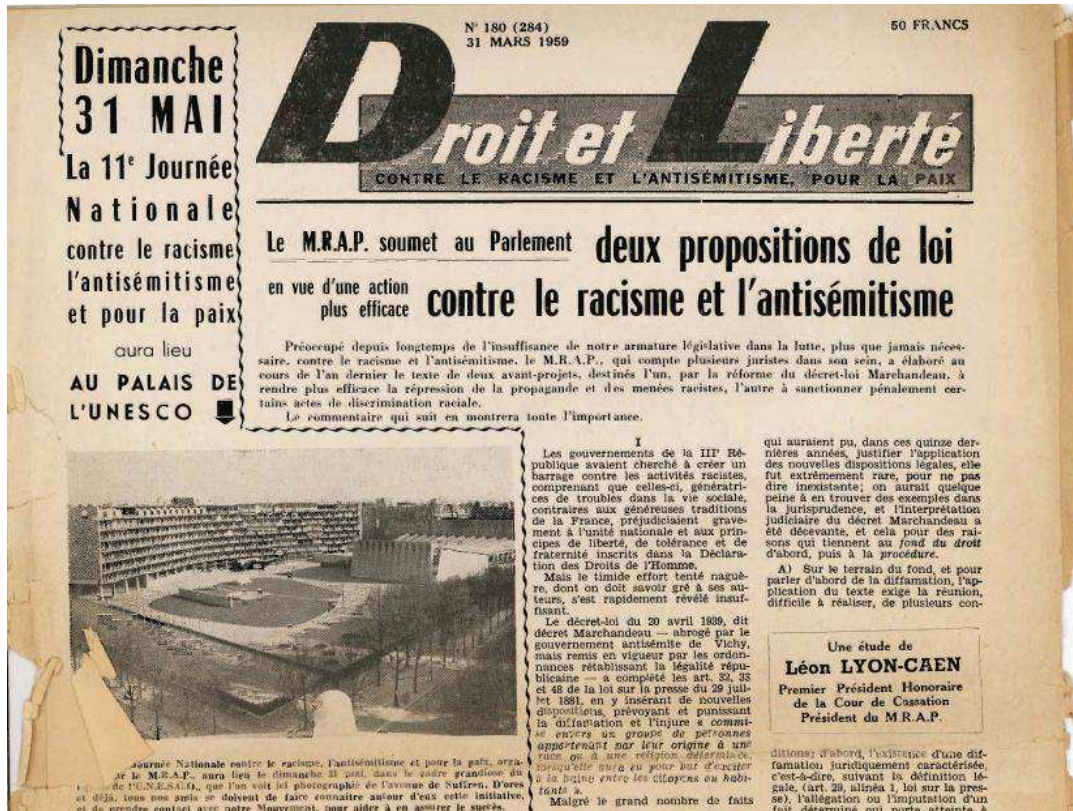 Dimanche
31 MAI
La 11e Journée
Nationale
contre le racisme
l'antisémitisme
et pour la paix
aura lieu
AU PALAIS DE
L'UNESCO
N° 180 (284)
31 MARS 1959
50 FRANCS
Droit et Liberté
CONTRE LE RACISME ET L'ANTISÉMITISME, POUR LA PAIX
Le M.R.A.P. soumet au Parlement deux propositions de loi
en vue d'une action
plus efficace
contre le racisme et l'antisémitisme
Préoccupé depuis longtemps de l'insuffisance de notre armature législative dans la lutte, plus que jamais néces-
saire, contre le racisme et l'antisémitisme, le M.R.A.P., qui compte plusieurs juristes dans son sein, a élaboré au
cours de l'an dernier le texte de deux avant-projets, destinés l'un, par la réforme du décret-loi Marchandeau, à
rendre plus efficace la répression de la propagande et des menées racistes, l'autre à sanctionner pénalement cer-
tains actes de discrimination raciale.
Le commentaire qui suit en montrera toute l'importance.
I
Les gouvernements de la IIIe Ré-
publique avaient cherché à créer un
barrage contre les activités racistes,
comprenant que celles-ci, génératri-
ces de troubles dans la vie sociale,
contraires aux généreuses traditions
de la France, préjudiciaient grave-
ment à l'unité nationale et aux prin-
cipes de liberté, de tolérance et de
fraternité inscrits dans la Déclara-
tion des Droits de l'Homme.
Mais le timide effort tenté naguè-
re, dont on doit savoir gré à ses au-
teurs, s'est rapidement révélé insuf-
fisant.
Le décret-loi du 20 avril 1939, dit
décret Marchandeau — abrogé par le
gouvernement antisémite de Vichy,
mais remis en vigueur par les ordon-
nances rétablissant la légalité répu-
blicaine — a complété les art. 32, 33
et 48 de la loi sur la presse du 29 juil-
let 1881, en y insérant de nouvelles
dispositions, prévoyant et punissant
la diffamation et l'injure « commi-
se envers un groupe de personnes
appartenant par leur origine à une
race ou à une religion déterminée,
lorsqu'elle aura eu pour but d'exciter
à la haine entre les citoyens ou habi-
tants ».
Malgré le grand nombre de faits
qui auraient pu, dans ces quinze der-
nières années, justifier l'application
des nouvelles dispositions légales, elle
fut extrêmement rare, pour ne pas
dire inexistante; on aurait quelque
peine à en trouver des exemples dans
la jurisprudence, et l'interprétation
judiciaire du décret Marchandeau a
été décevante, et cela pour des rai-
sons qui tiennent au fond du droit
d'abord, puis à la procédure.
A) Sur le terrain du fond, et pour
parler d'abord de la diffamation, l'ap-
plication du texte exige la réunion,
difficile à réaliser, de plusieurs con-
Une étude de
Léon LYON-CAEN
Premier Président Honoraire
de la Cour de Cassation
Président du M.R.A.P.
ditions; d'abord, l'existence d'une dif-
famation juridiquement caractérisée,
c'est-à-dire, suivant la définition lé-
gale, (art. 29, alinéa 1, loi sur la pres-
se), l'allégation ou l'imputation d'un
fait déterminé qui porte
Journée Nationale contre le racisme, l'antisémitisme et pour la paix, orga-
le M.R.A.P., aura lieu le dimanche 31 mai, dans le cadre grandiose du
de l'U.N.E.S.C.O., que l'on voit ici photographié de l'avenue de Suffren. D'ores
et déjà, tous nos amis se doivent de faire connaître autour d'eux cette initiative,
et de prendre contact avec notre Mouvement, pour aider à en assurer le succès.